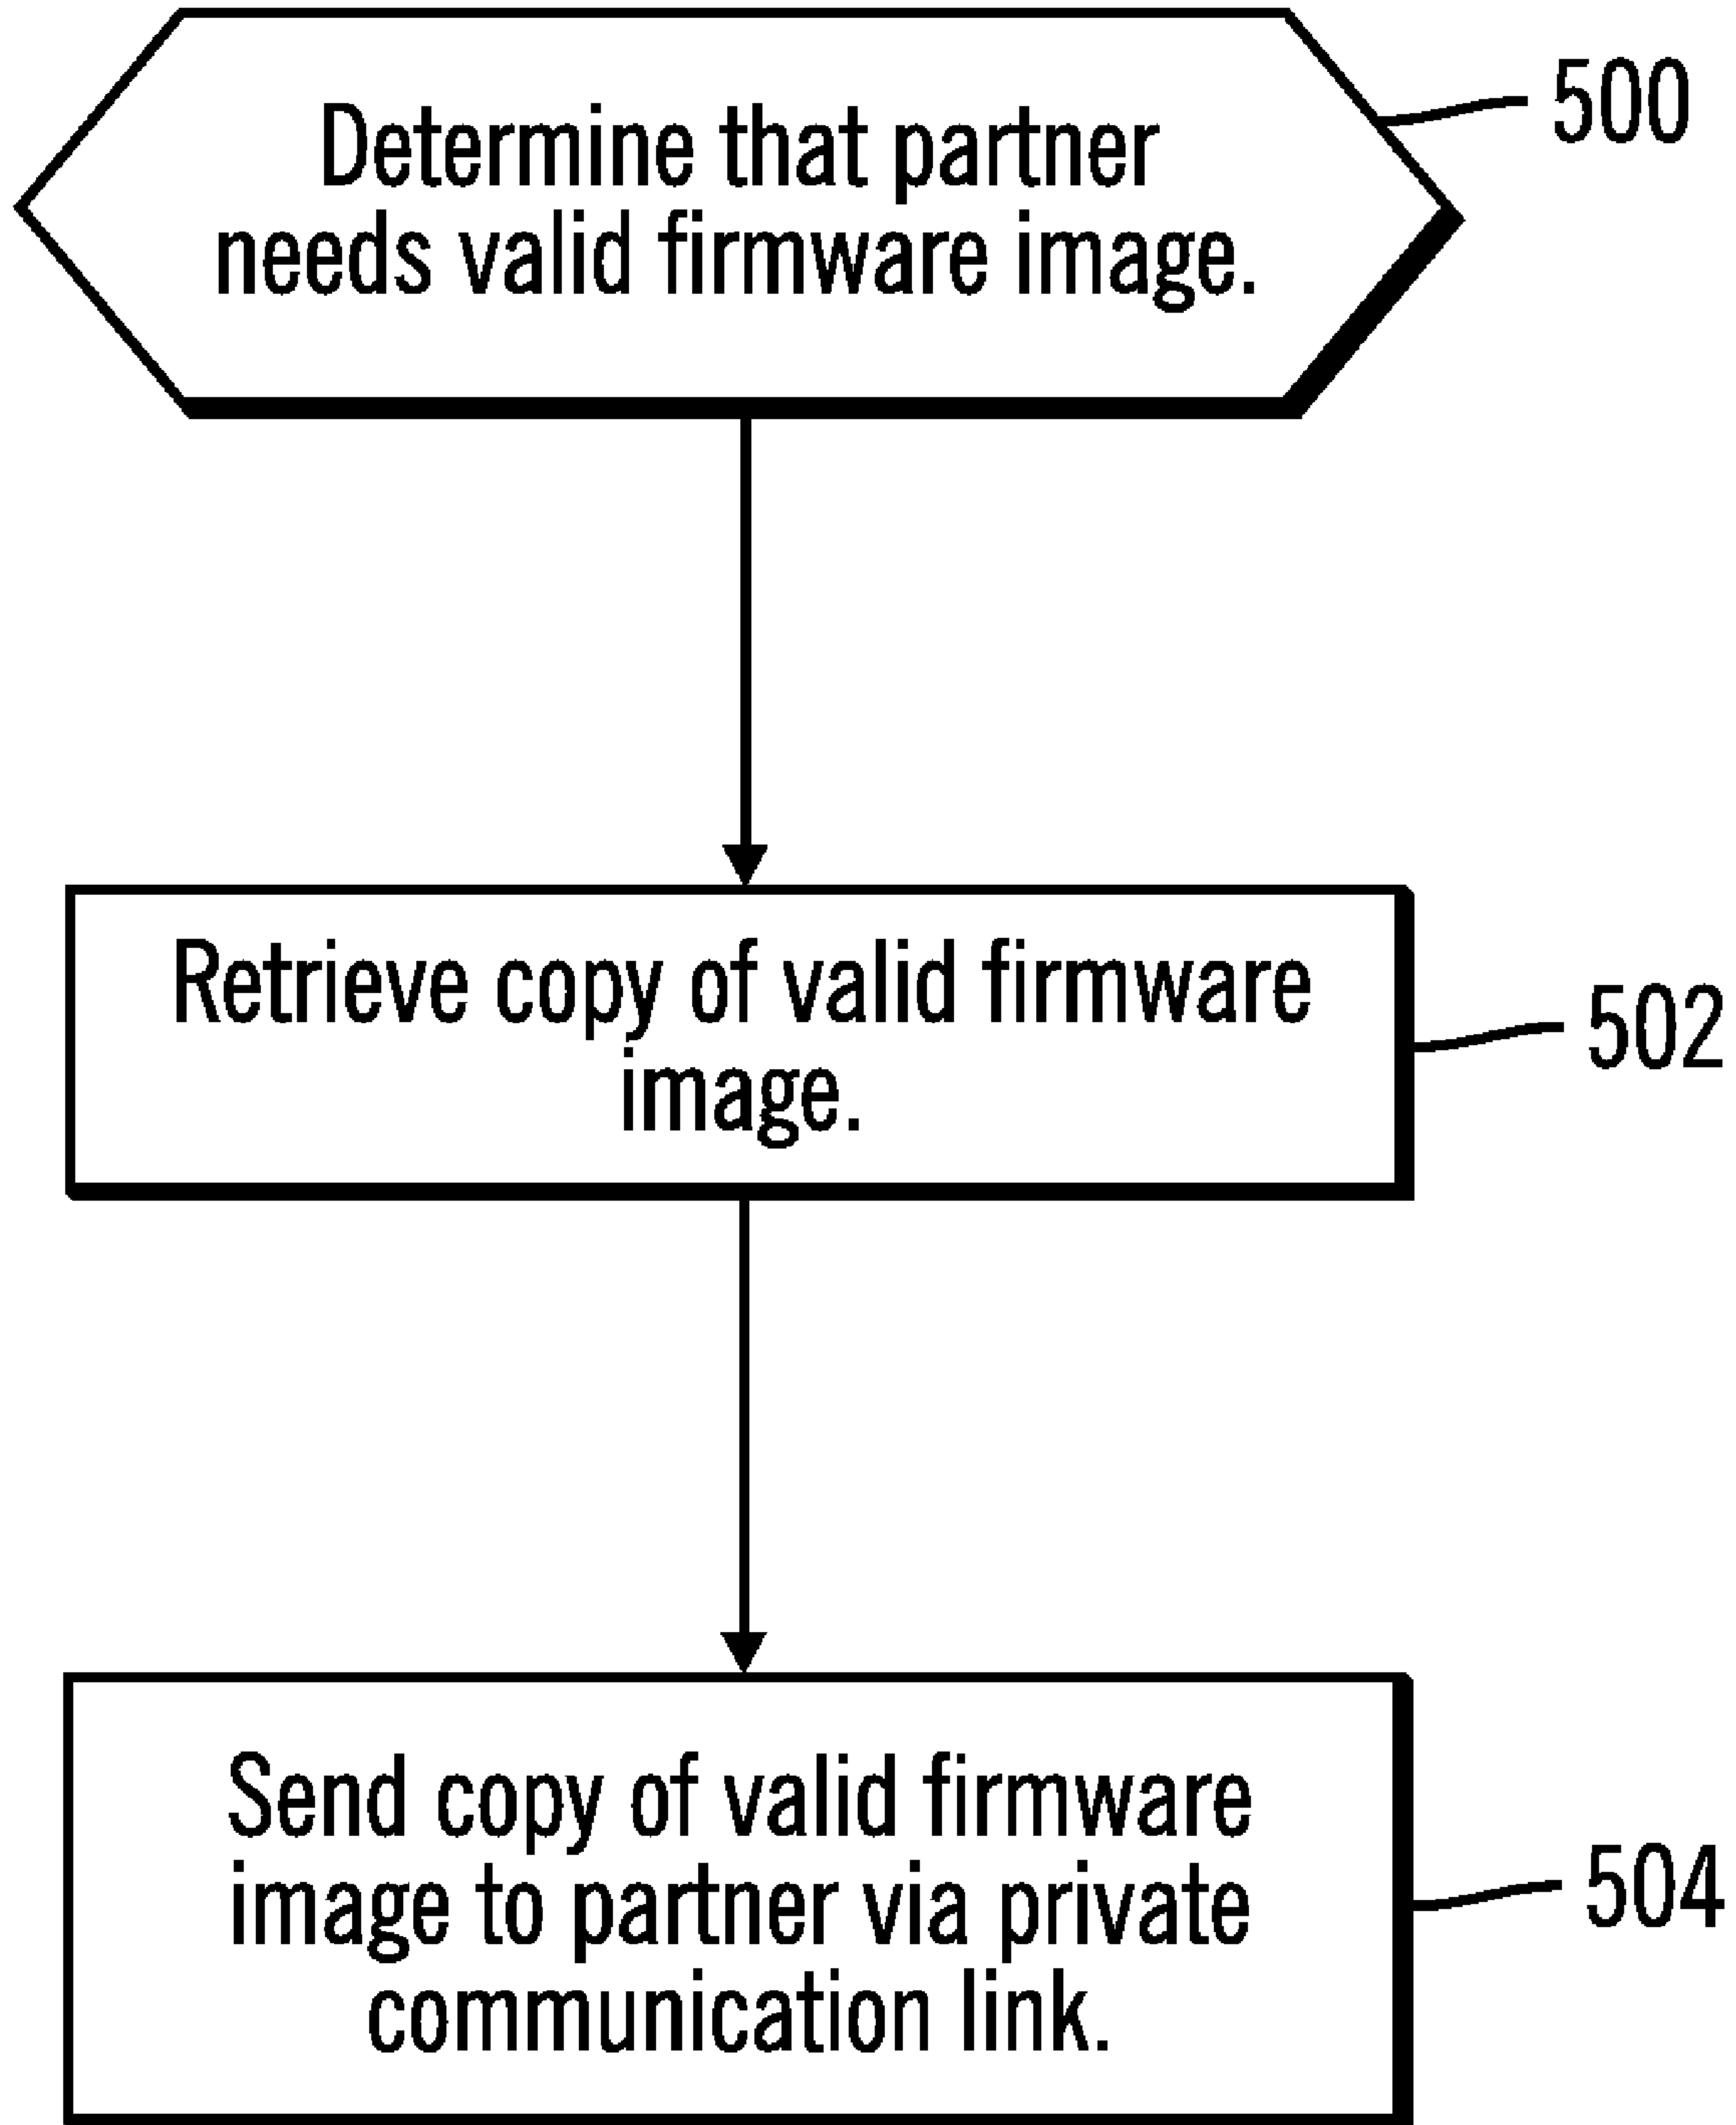 Determine that partner
needs valid firmware image.
500
Retrieve copy of valid firmware
image.
502
Send copy of valid firmware
image to partner via private
communication link.
504